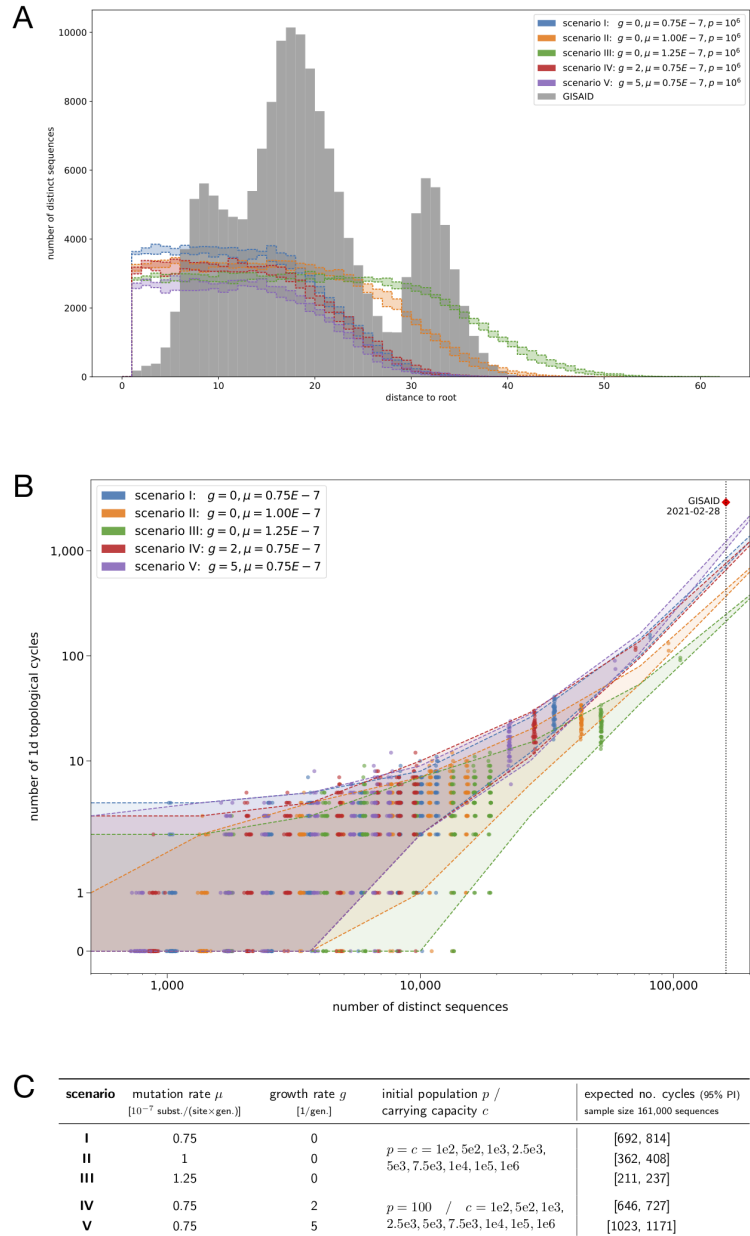 A
scenario I: g = 0, μ = 0.75E − 7, p = 10⁶
scenario II: g = 0, μ = 1.00E − 7, p = 10⁶
scenario III: g = 0, μ = 1.25E − 7, p = 10⁶
scenario IV: g = 2, μ = 0.75E − 7, p = 10⁶
scenario V: g = 5, μ = 0.75E − 7, p = 10⁶
GISAID
10000
8000
6000
4000
2000
0
number of distinct sequences
0 10 20 30 40 50 60
distance to root
B
scenario I: g = 0, μ = 0.75E − 7
scenario II: g = 0, μ = 1.00E − 7
scenario III: g = 0, μ = 1.25E − 7
scenario IV: g = 2, μ = 0.75E − 7
scenario V: g = 5, μ = 0.75E − 7
GISAID
2021-02-28
1,000
100
10
1
0
number of 1d topological cycles
1,000 10,000 100,000
number of distinct sequences
C
scenario mutation rate μ growth rate g initial population p / expected no. cycles (95% PI)
[10⁻⁷ subst./(site×gen.)] [1/gen.] carrying capacity c sample size 161,000 sequences
I 0.75 0 [692, 814]
p = c = 1e2, 5e2, 1e3, 2.5e3,
II 1 0 [362, 408]
5e3, 7.5e3, 1e4, 1e5, 1e6
III 1.25 0 [211, 237]
IV 0.75 2 p = 100 / c = 1e2, 5e2, 1e3, [646, 727]
V 0.75 5 2.5e3, 5e3, 7.5e3, 1e4, 1e5, 1e6 [1023, 1171]